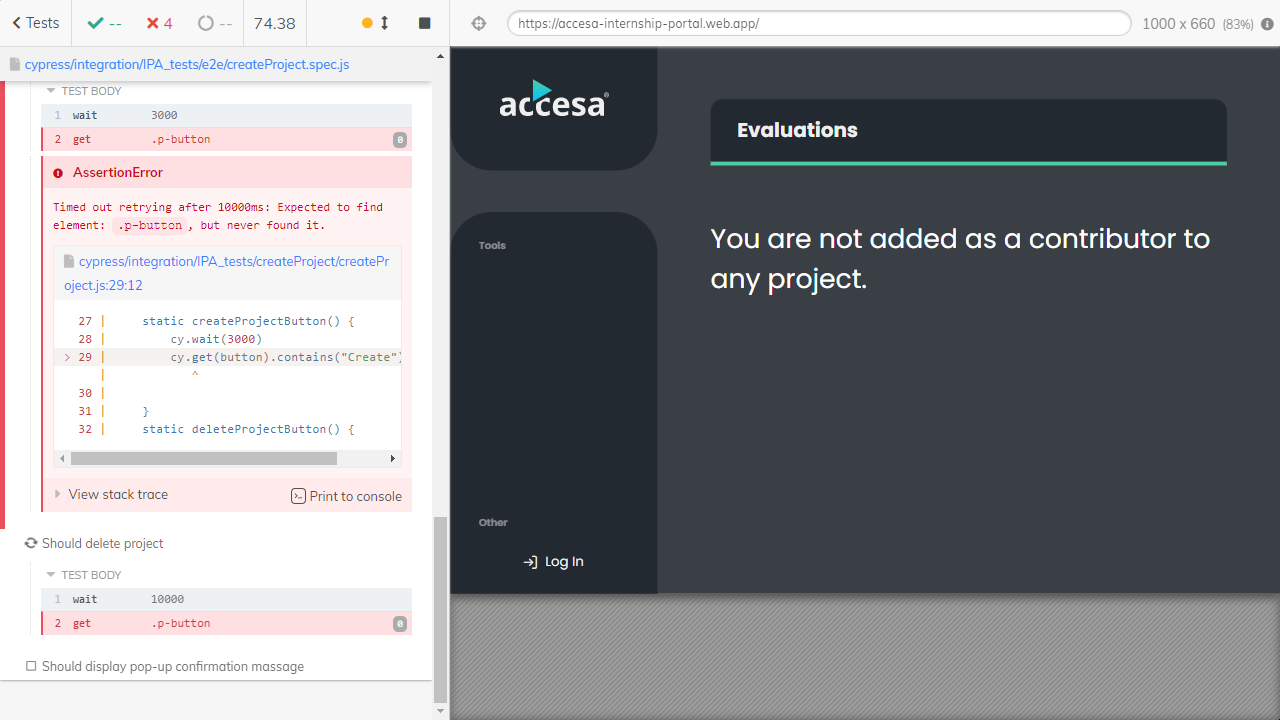 Tests
--
4
--
74.38
https://accesa-internship-portal.web.app/
1000 x 660 (83%)
cypress/integration/IPA_tests/e2e/createProject.spec.js
TEST BODY
1 wait 3000
2 get .p-button 0
AssertionError
Timed out retrying after 10000ms: Expected to find
element: .p-button, but never found it.
cypress/integration/IPA_tests/createProject/createPr
oject.js:29:12
27 | static createProjectButton() {
28 | cy.wait(3000)
> 29 | cy.get(button).contains("Create")
| ^
30 |
31 | }
32 | static deleteProjectButton() {
View stack trace
Print to console
Should delete project
TEST BODY
1 wait 10000
2 get .p-button 0
Should display pop-up confirmation massage
accesa®
Tools
Other
Log In
Evaluations
You are not added as a contributor to
any project.